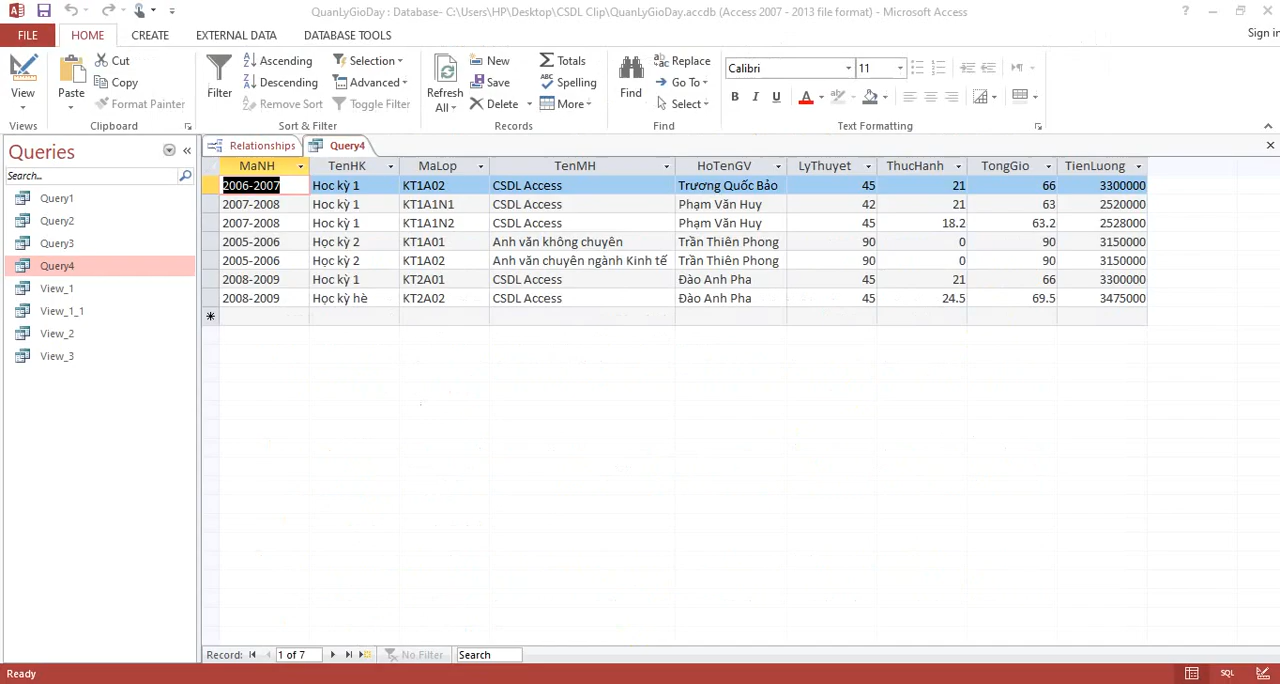 QuanLyGioDay : Database- C:\Users\HP\Desktop\CSDL Clip\QuanLyGioDay.accdb (Access 2007 - 2013 file format) - Microsoft Access
FILE HOME CREATE EXTERNAL DATA DATABASE TOOLS Sign in
View
Views
Paste
Cut
Copy
Format Painter
Clipboard
Filter
Ascending
Descending
Remove Sort
Selection
Advanced
Toggle Filter
Sort & Filter
Refresh
All
New
Save
Delete
Totals
Spelling
More
Records
Find
Replace
Go To
Select
Find
Calibri 11
B I U A
Text Formatting
Queries
Search...
Query1
Query2
Query3
Query4
View_1
View_1_1
View_2
View_3
Relationships Query4
MaNH TenHK MaLop TenMH HoTenGV LyThuyet ThucHanh TongGio TienLuong
2006-2007 Học kỳ 1 KT1A02 CSDL Access Trương Quốc Bảo 45 21 66 3300000
2007-2008 Học kỳ 1 KT1A1N1 CSDL Access Phạm Văn Huy 42 21 63 2520000
2007-2008 Học kỳ 1 KT1A1N2 CSDL Access Phạm Văn Huy 45 18.2 63.2 2528000
2005-2006 Học kỳ 2 KT1A01 Anh văn không chuyên Trần Thiên Phong 90 0 90 3150000
2005-2006 Học kỳ 2 KT1A02 Anh văn chuyên ngành Kinh tế Trần Thiên Phong 90 0 90 3150000
2008-2009 Học kỳ 1 KT2A01 CSDL Access Đào Anh Pha 45 21 66 3300000
2008-2009 Học kỳ hè KT2A02 CSDL Access Đào Anh Pha 45 24.5 69.5 3475000
Record: 1 of 7 No Filter Search
Ready SQL